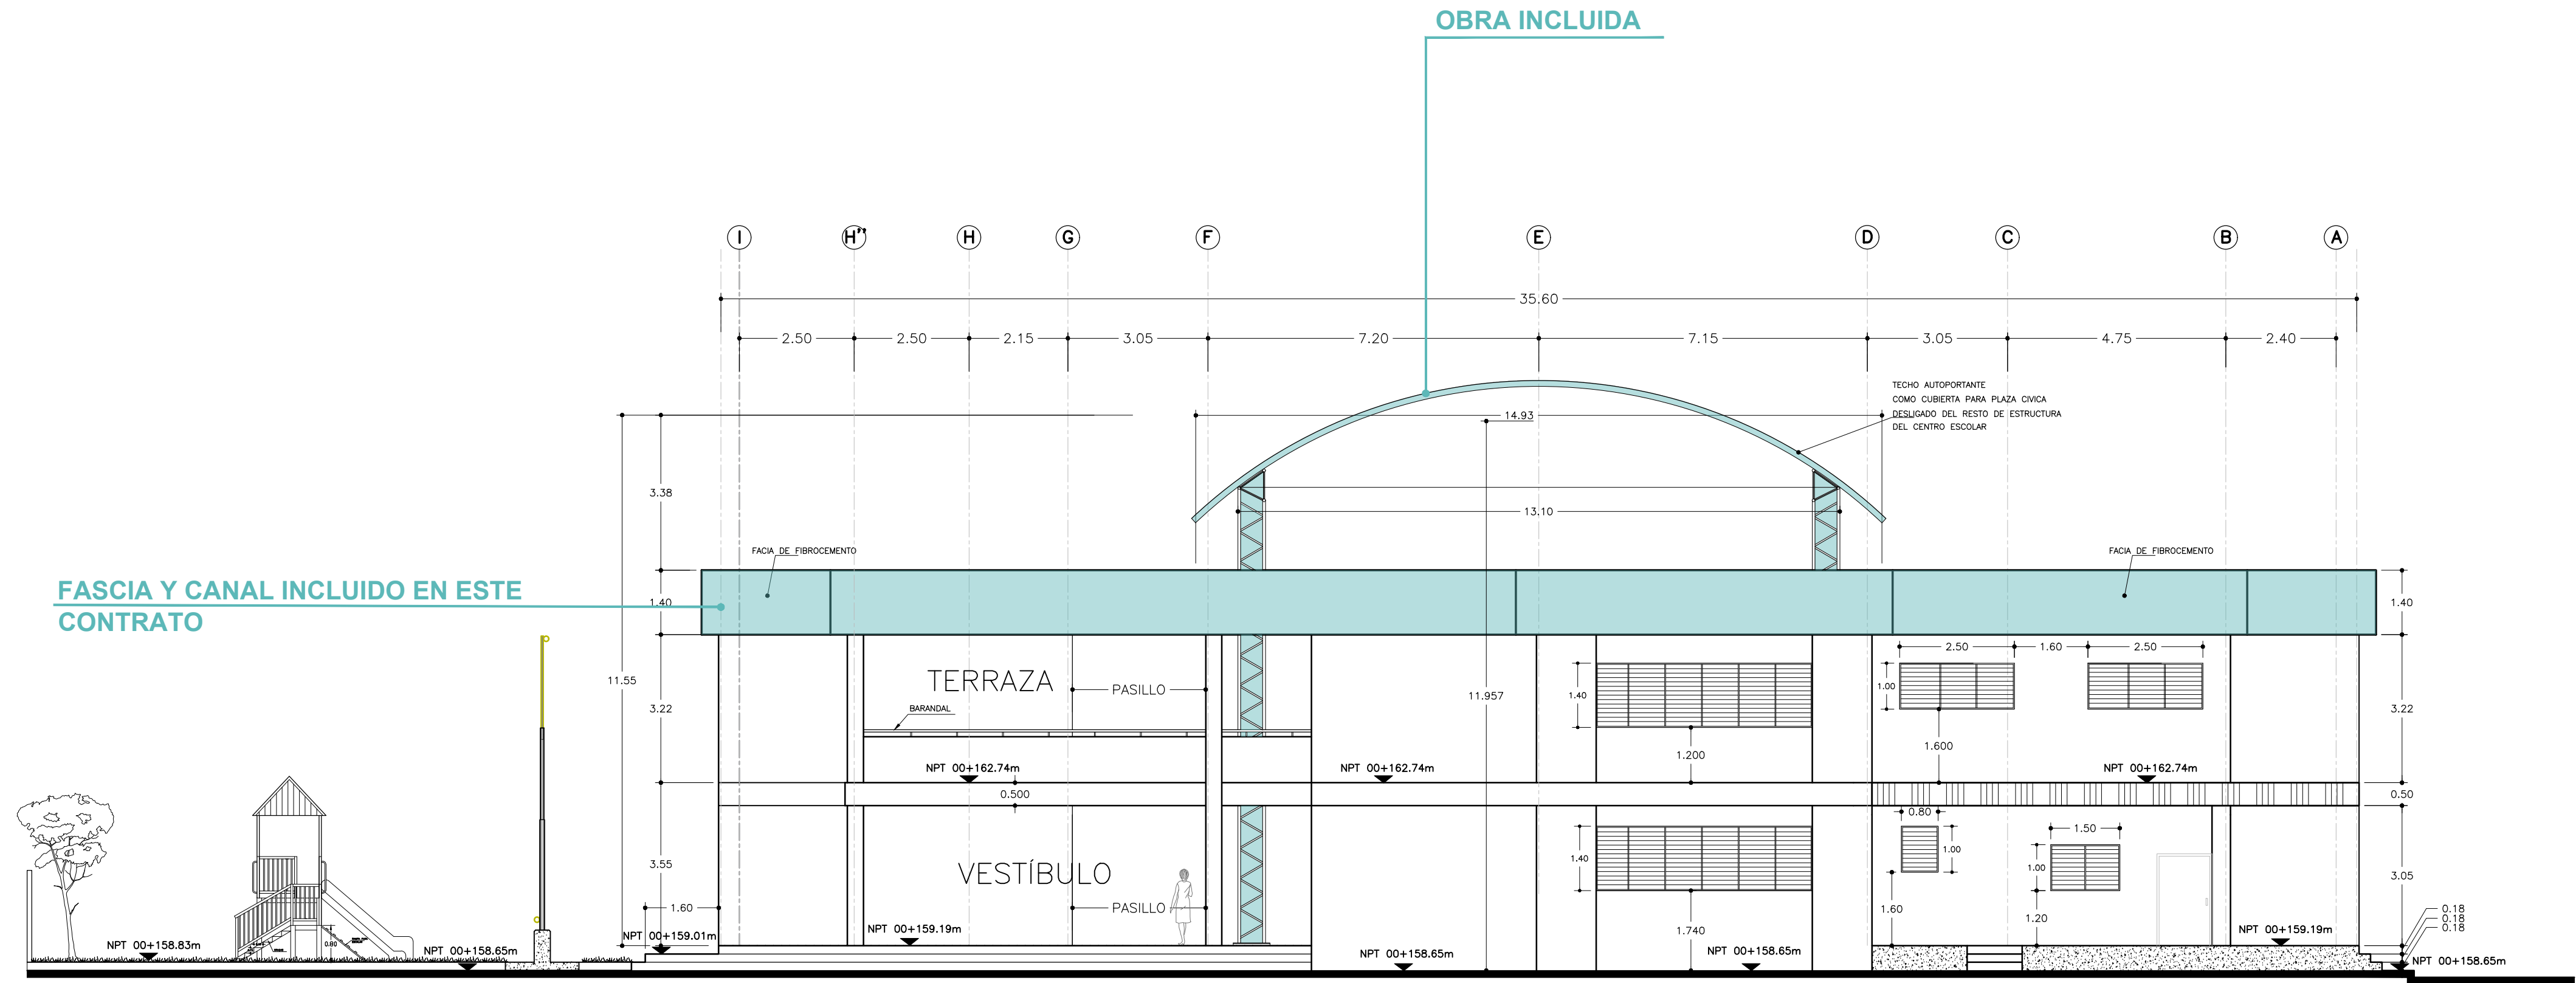 OBRA INCLUIDA
I H'' H G F E D C B A
35.60
2.50 2.50 2.15 3.05 7.20 7.15 3.05 4.75 2.40
TECHO AUTOPORTANTE
COMO CUBIERTA PARA PLAZA CIVICA
DESLIGADO DEL RESTO DE ESTRUCTURA
DEL CENTRO ESCOLAR
14.93
3.38
13.10
FACIA DE FIBROCEMENTO
FACIA DE FIBROCEMENTO
FASCIA Y CANAL INCLUIDO EN ESTE
CONTRATO
1.40
1.40
2.50 1.60 2.50
11.55
TERRAZA
PASILLO
11.957
1.40
1.00
BARANDAL
3.22
3.22
1.200
1.600
NPT 00+162.74m
NPT 00+162.74m
NPT 00+162.74m
0.500
0.50
0.80
1.50
3.55
VESTÍBULO
1.40
1.00
1.00
3.05
1.60
PASILLO
1.60
1.20
0.18
0.18
0.18
NPT 00+159.01m
NPT 00+159.19m
1.740
NPT 00+159.19m
0.80
NPT 00+158.83m
NPT 00+158.65m
NPT 00+158.65m
NPT 00+158.65m
NPT 00+158.65m